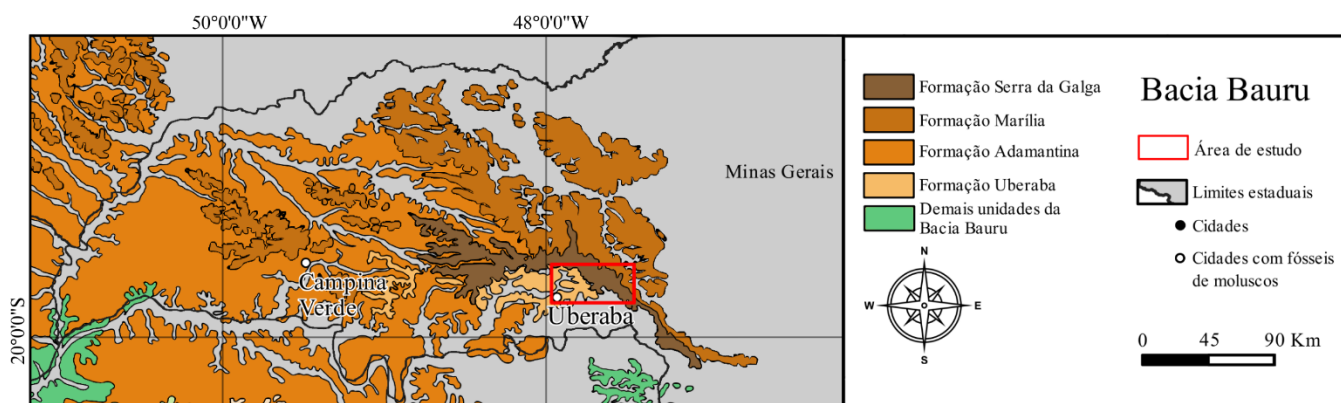 50°0'0"W
48°0'0"W
20°0'0"S
Minas Gerais
Campina
Verde
Uberaba
Formação Serra da Galga
Formação Marília
Formação Adamantina
Formação Uberaba
Demais unidades da
Bacia Bauru
N
W
E
S
Bacia Bauru
Área de estudo
Limites estaduais
Cidades
Cidades com fósseis
de moluscos
0 45 90 Km